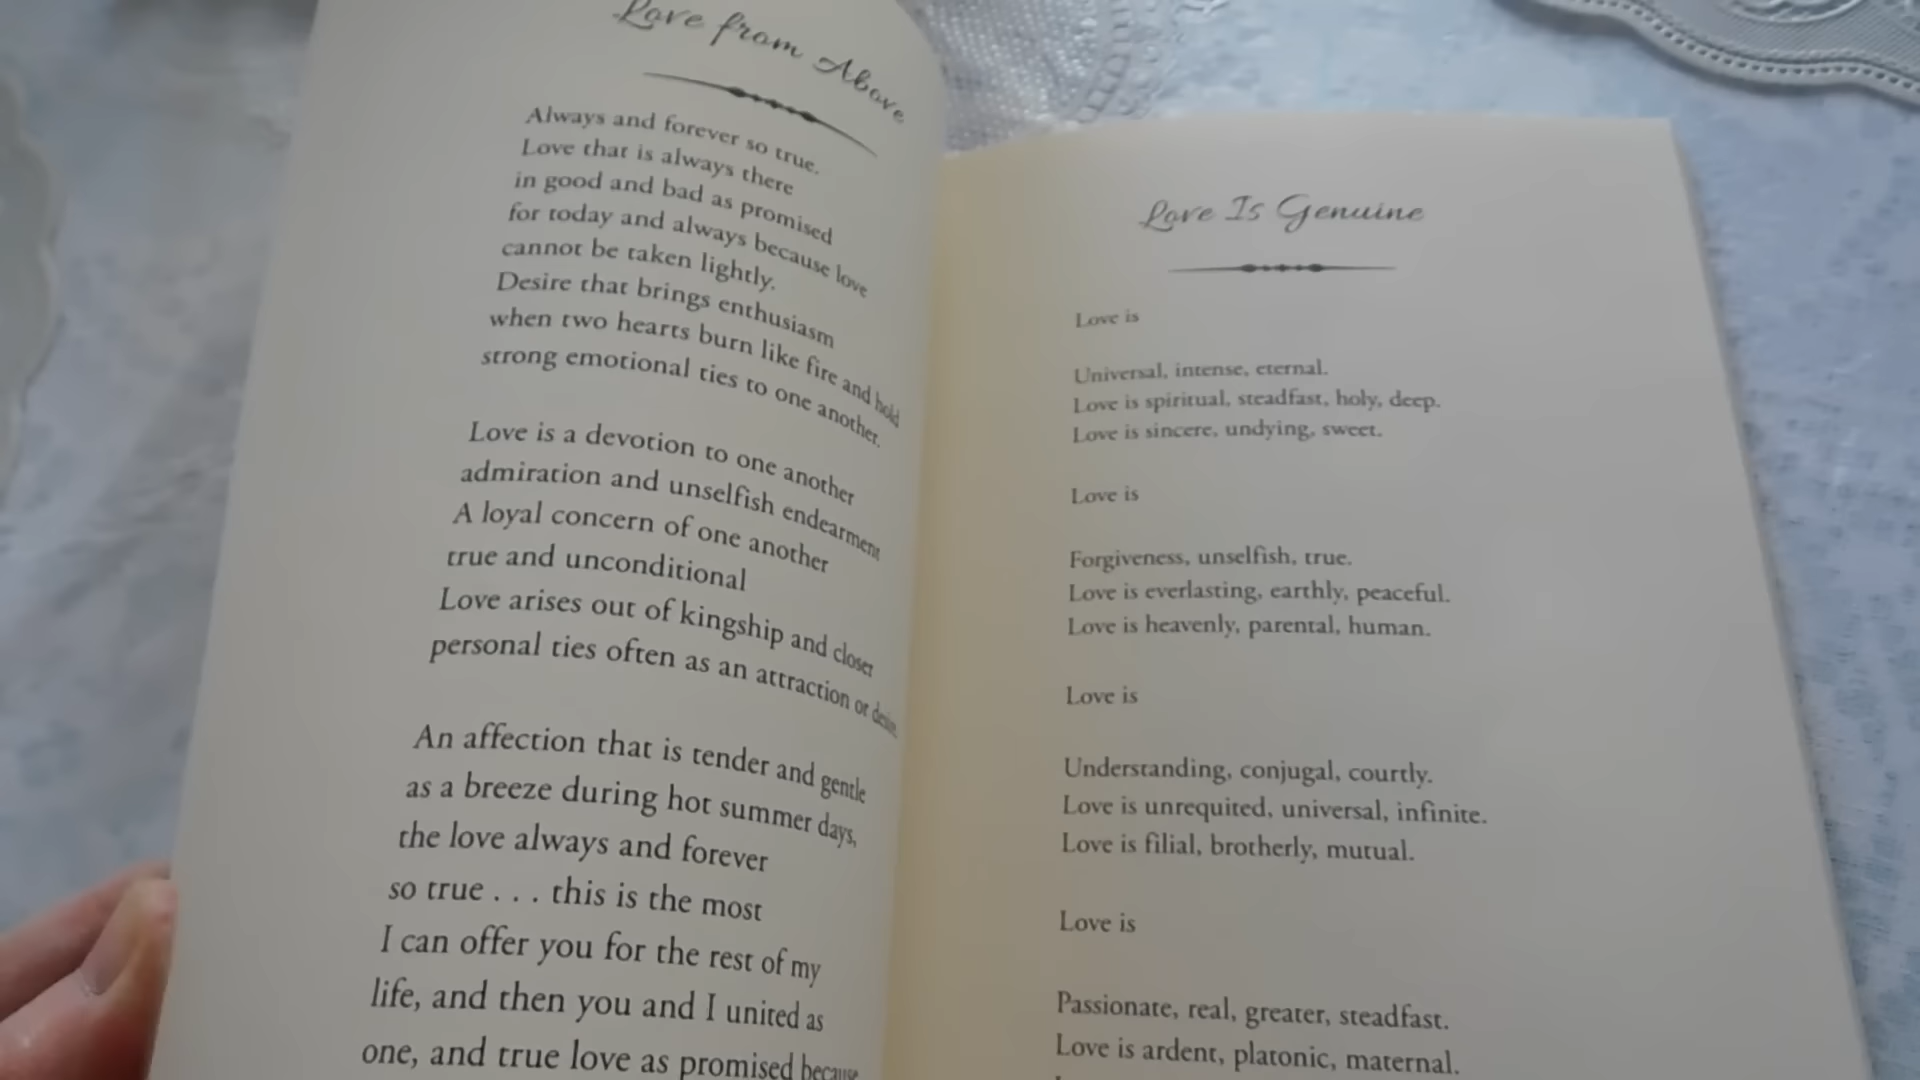 Love from Above
Always and forever so true.
Love that is always there
in good and bad as promised
for today and always because love
cannot be taken lightly.
Desire that brings enthusiasm
when two hearts burn like fire and hold
strong emotional ties to one another.
Love is a devotion to one another
admiration and unselfish endearment
A loyal concern of one another
true and unconditional
Love arises out of kingship and closer
personal ties often as an attraction or desire.
An affection that is tender and gentle
as a breeze during hot summer days,
the love always and forever
so true . . . this is the most
I can offer you for the rest of my
life, and then you and I united as
one, and true love as promised because
Love Is Genuine
Love is
Universal, intense, eternal.
Love is spiritual, steadfast, holy, deep.
Love is sincere, undying, sweet.
Love is
Forgiveness, unselfish, true.
Love is everlasting, earthly, peaceful.
Love is heavenly, parental, human.
Love is
Understanding, conjugal, courtly.
Love is unrequited, universal, infinite.
Love is filial, brotherly, mutual.
Love is
Passionate, real, greater, steadfast.
Love is ardent, platonic, maternal.